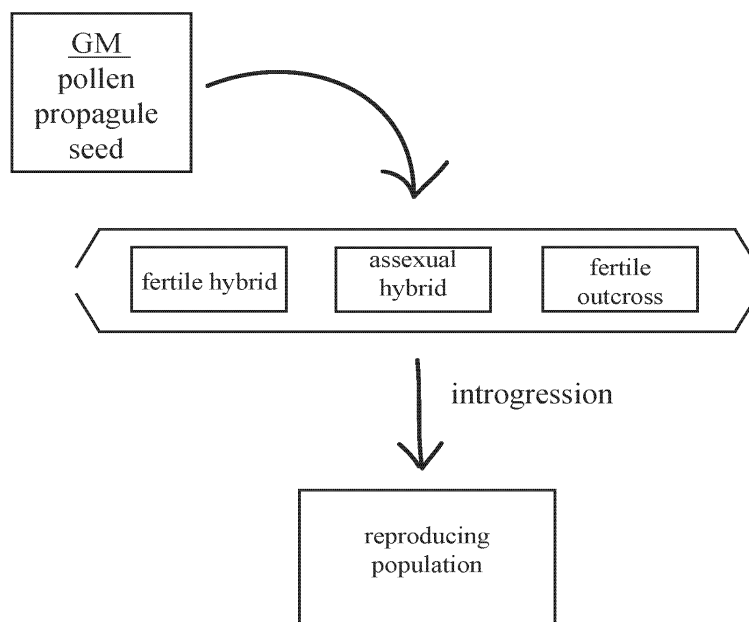 GM
pollen
propagule
seed
fertile hybrid
assexual
hybrid
fertile
outcross
introgression
reproducing
population